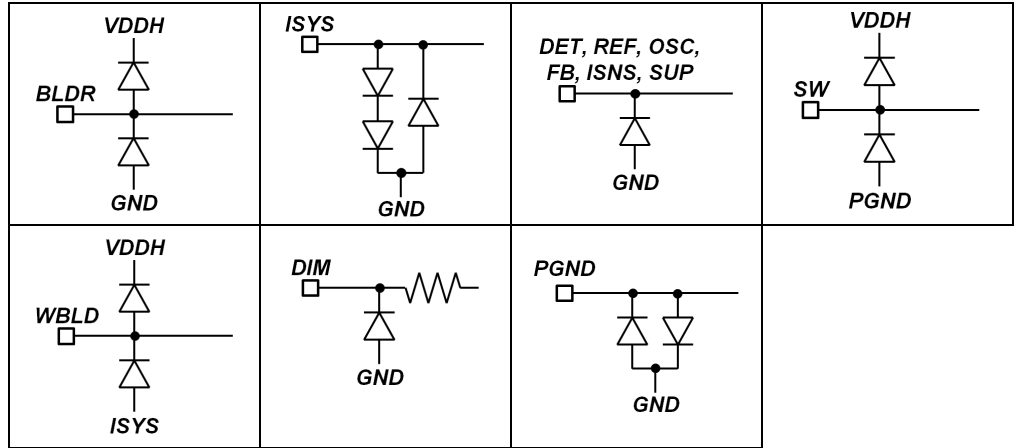 VDDH
BLDR
GND
ISYS
GND
DET, REF, OSC,
FB, ISNS, SUP
GND
VDDH
SW
PGND
VDDH
WBLD
ISYS
DIM
GND
PGND
GND